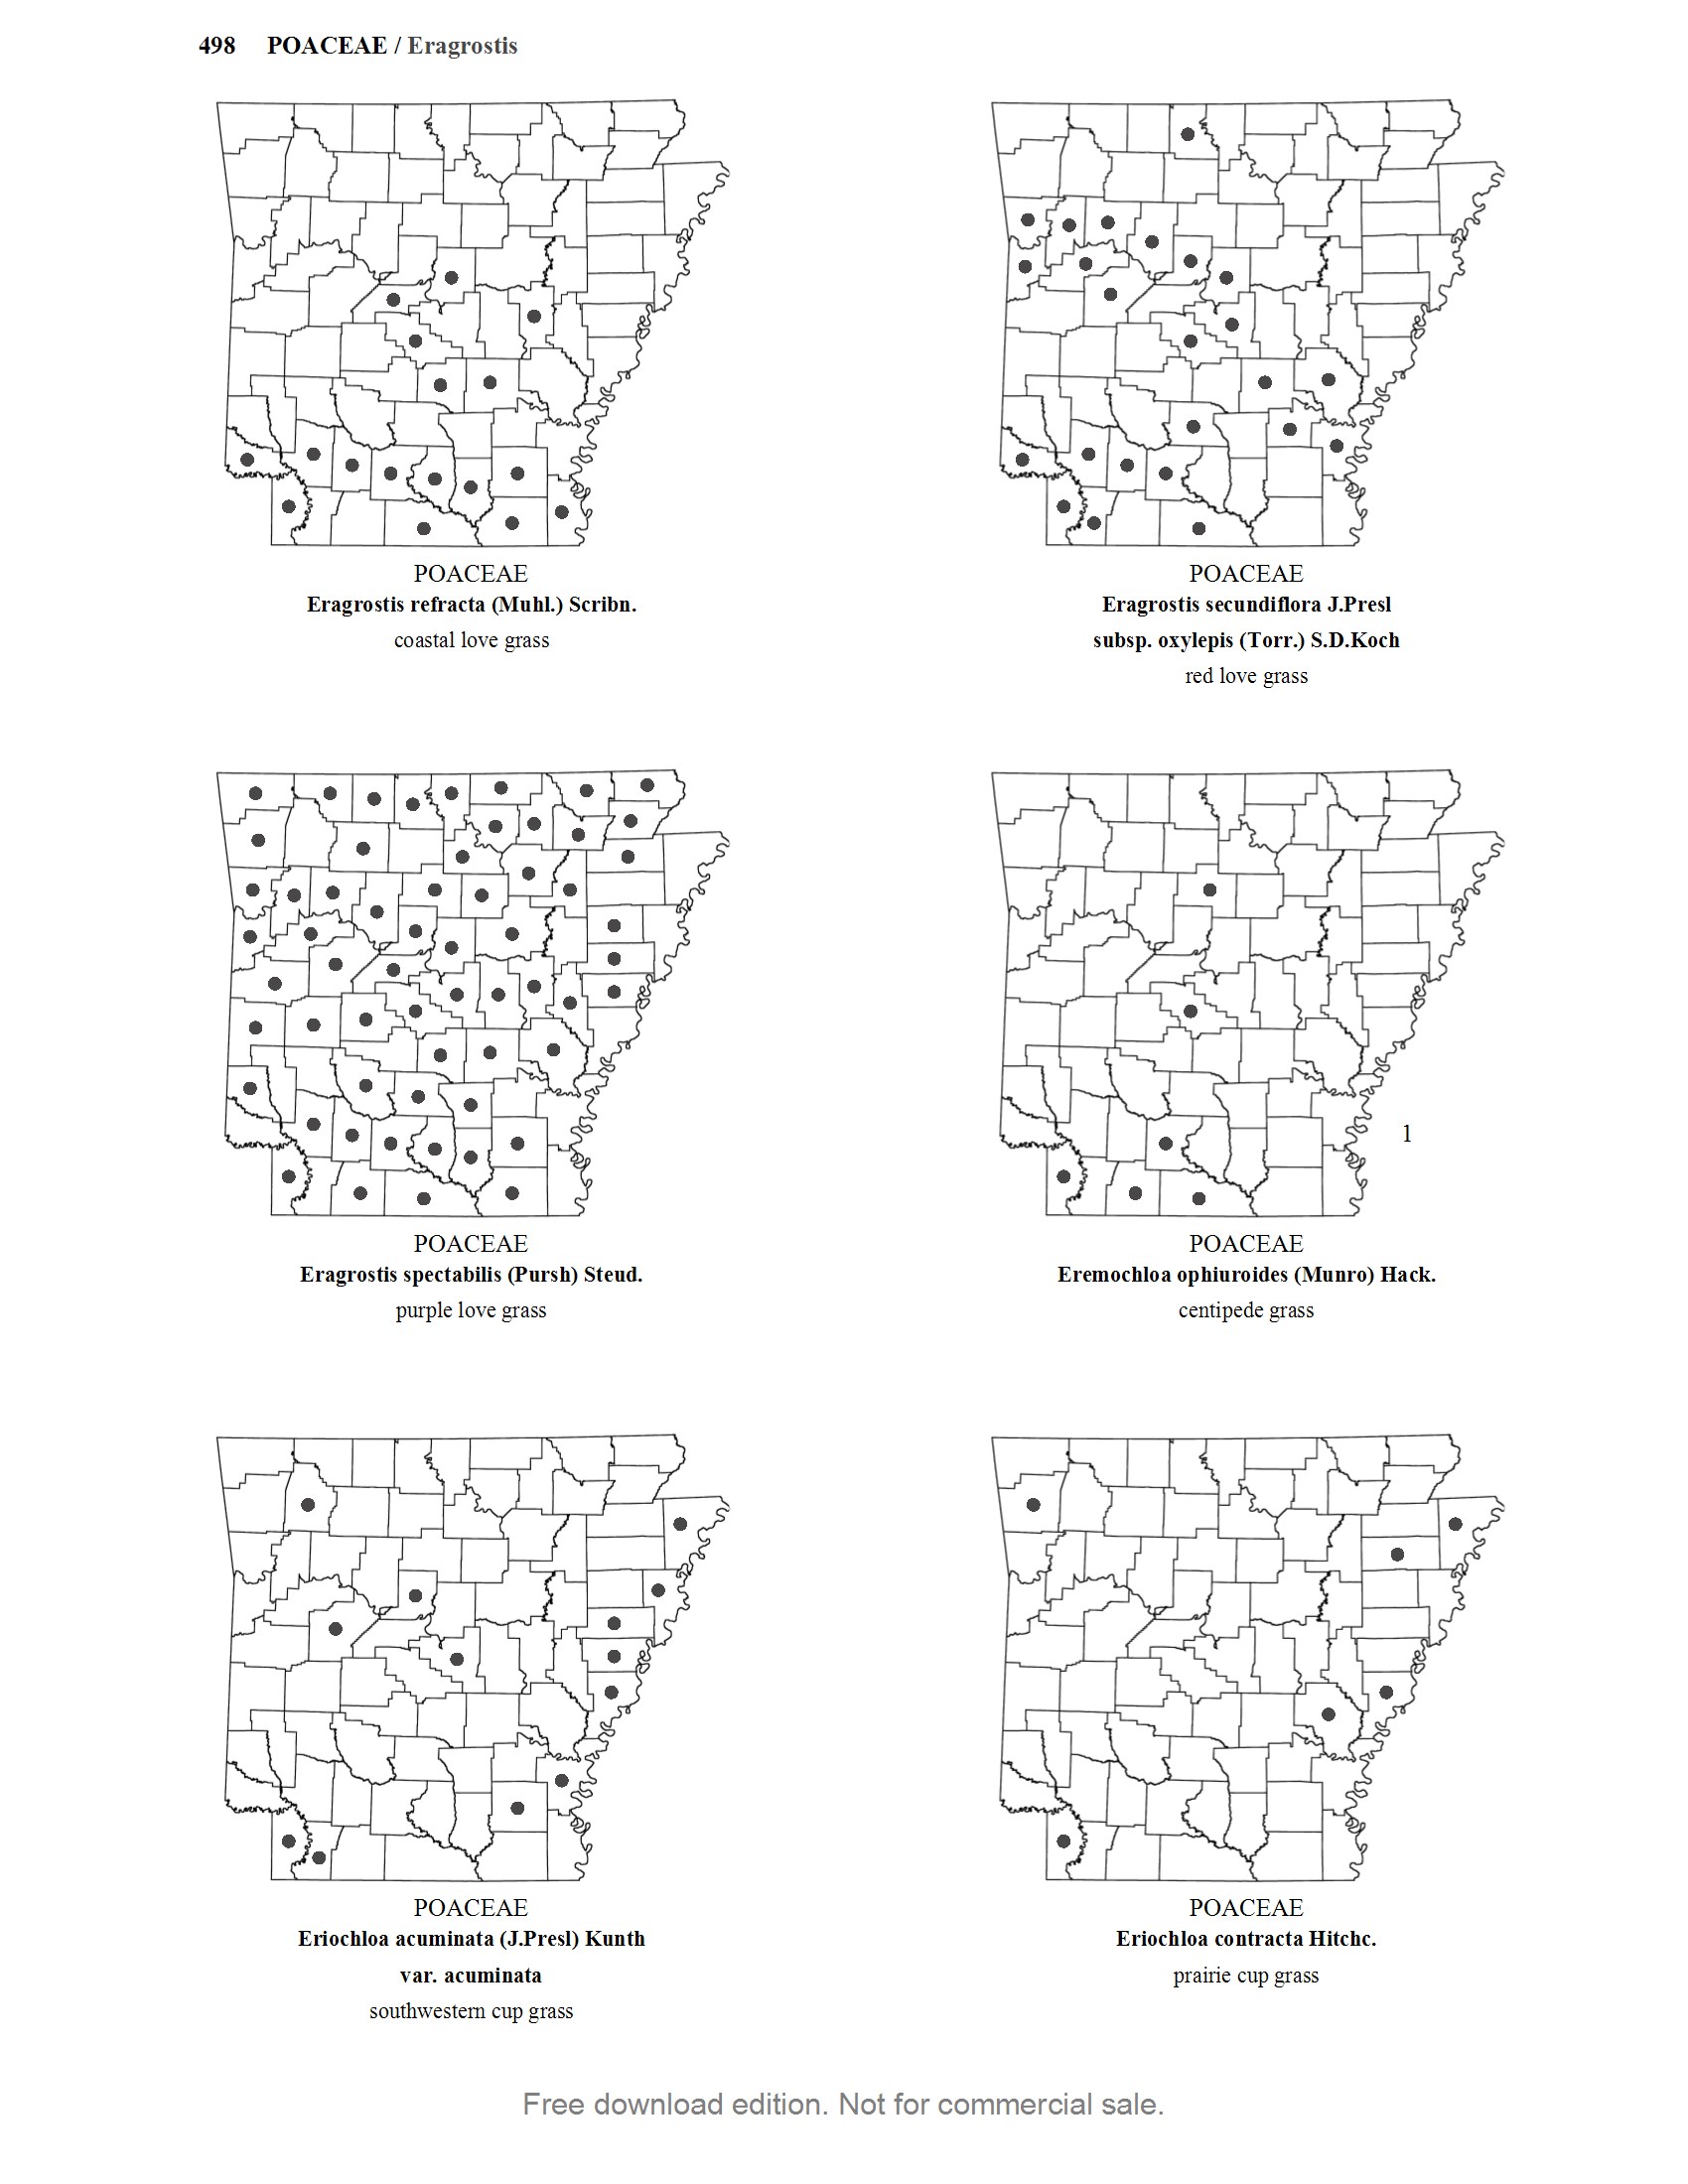 498 POACEAE / Eragrostis
POACEAE
Eragrostis refracta (Muhl.) Scribn.
coastal love grass
POACEAE
Eragrostis secundiflora J.Presl
subsp. oxylepis (Torr.) S.D.Koch
red love grass
POACEAE
Eragrostis spectabilis (Pursh) Steud.
purple love grass
1
POACEAE
Eremochloa ophiuroides (Munro) Hack.
centipede grass
POACEAE
Eriochloa acuminata (J.Presl) Kunth
var. acuminata
southwestern cup grass
POACEAE
Eriochloa contracta Hitchc.
prairie cup grass
Free download edition. Not for commercial sale.